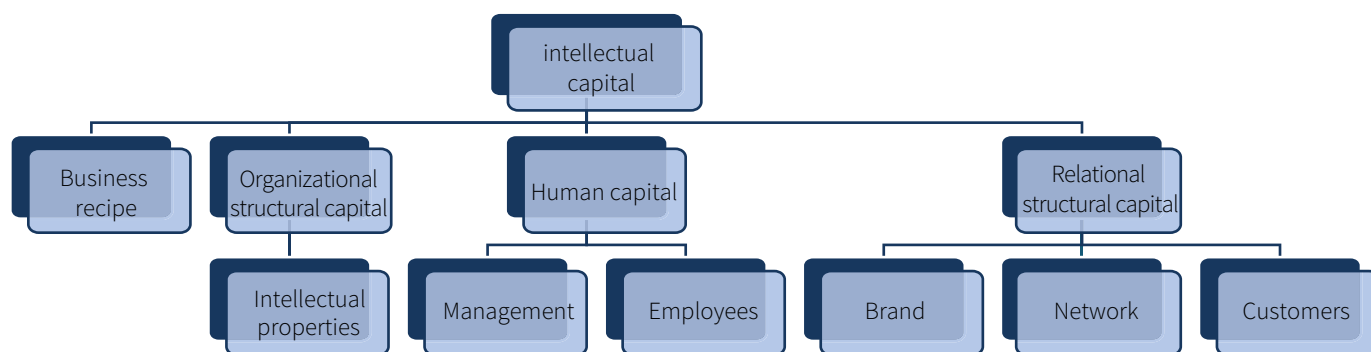 intellectual
capital
Business
recipe
Organizational
structural capital
Human capital
Relational
structural capital
Intellectual
properties
Management
Employees
Brand
Network
Customers